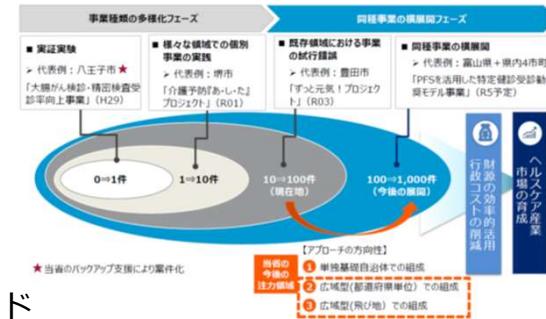 事業種類の多様化フェーズ
同種事業の横展開フェーズ
■ 実証実験
➢ 代表例：八王子市★
「大腸がん検診・精密検査受
診率向上事業」(H29)
■ 様々な領域での個別
事業の実践
➢ 代表例：堺市
「介護予防『あ・し・た』
プロジェクト」(R01)
■ 既存領域における事業
の試行錯誤
➢ 代表例：豊田市
「ずっと元気！プロジェク
ト」(R03)
■ 同種事業の横展開
➢ 代表例：富山県＋県内4市町
「PFSを活用した特定健診受診勧
奨モデル事業」(R5予定)
0⇒1件
1⇒10件
10⇒100件
(現在地)
100⇒1,000件
(今後の展開)
財源の効率的活用
行政コストの削減
ヘルスケア産業
市場の育成
★当省のバックアップ支援により案件化
当省の
今後の
注力領域
【アプローチの方向性】
1 単独基礎自治体での組成
2 広域型(都道府県単位）での組成
3 広域型(飛び地）での組成
ド